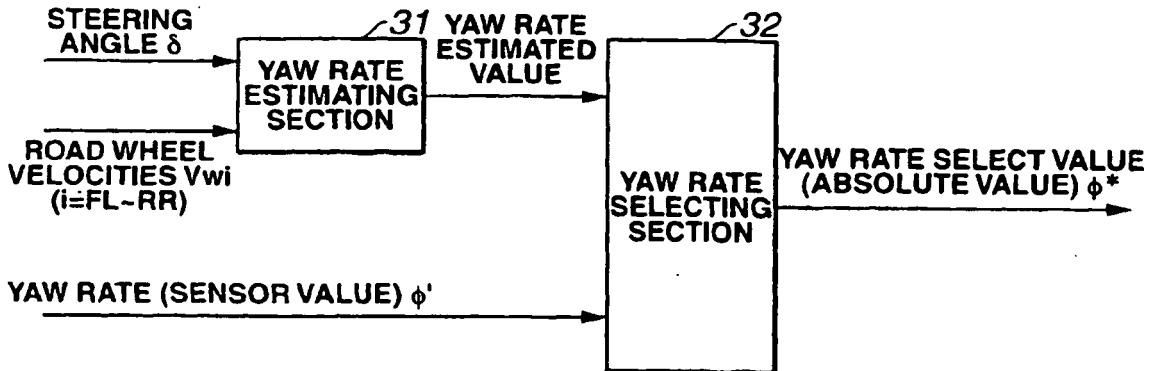 STEERING
ANGLE δ
31
YAW RATE
ESTIMATING
SECTION
YAW RATE
ESTIMATED
VALUE
32
ROAD WHEEL
VELOCITIES Vwi
(i=FL~RR)
YAW RATE
SELECTING
SECTION
YAW RATE SELECT VALUE
(ABSOLUTE VALUE) ϕ*
YAW RATE (SENSOR VALUE) ϕ'